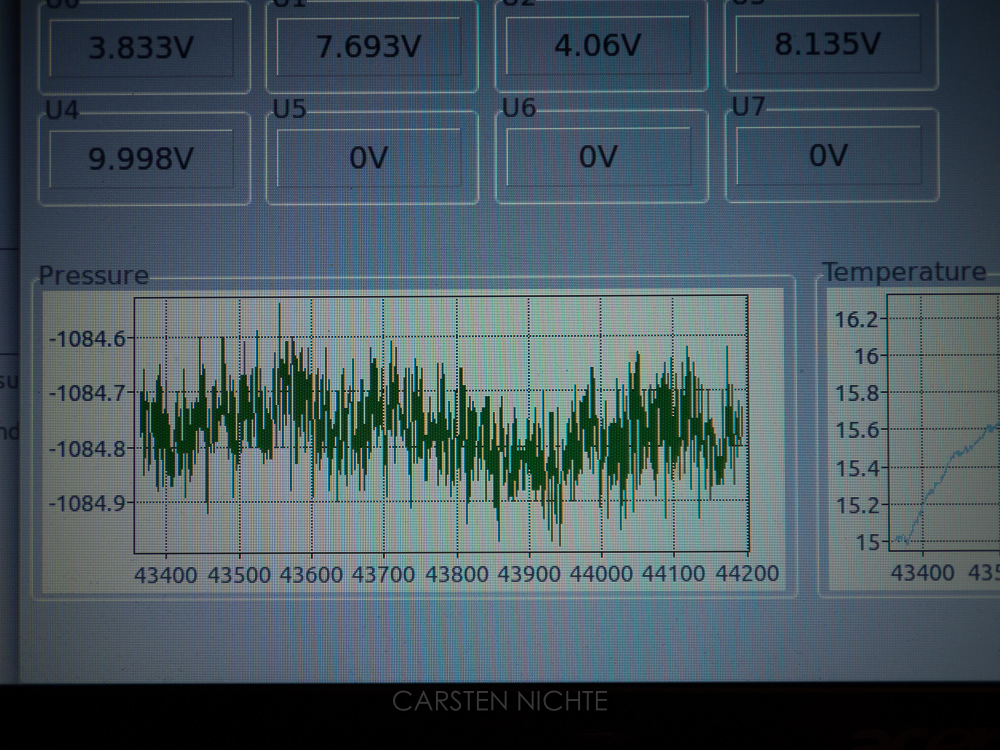 U0 U1 U2 U3
3.833V 7.693V 4.06V 8.135V
U4 U5 U6 U7
9.998V 0V 0V 0V
Pressure Temperature
-1084.6
-1084.7
-1084.8
-1084.9
43400 43500 43600 43700 43800 43900 44000 44100 44200
16.2
16
15.8
15.6
15.4
15.2
15
43400 435
CARSTEN NICHTE